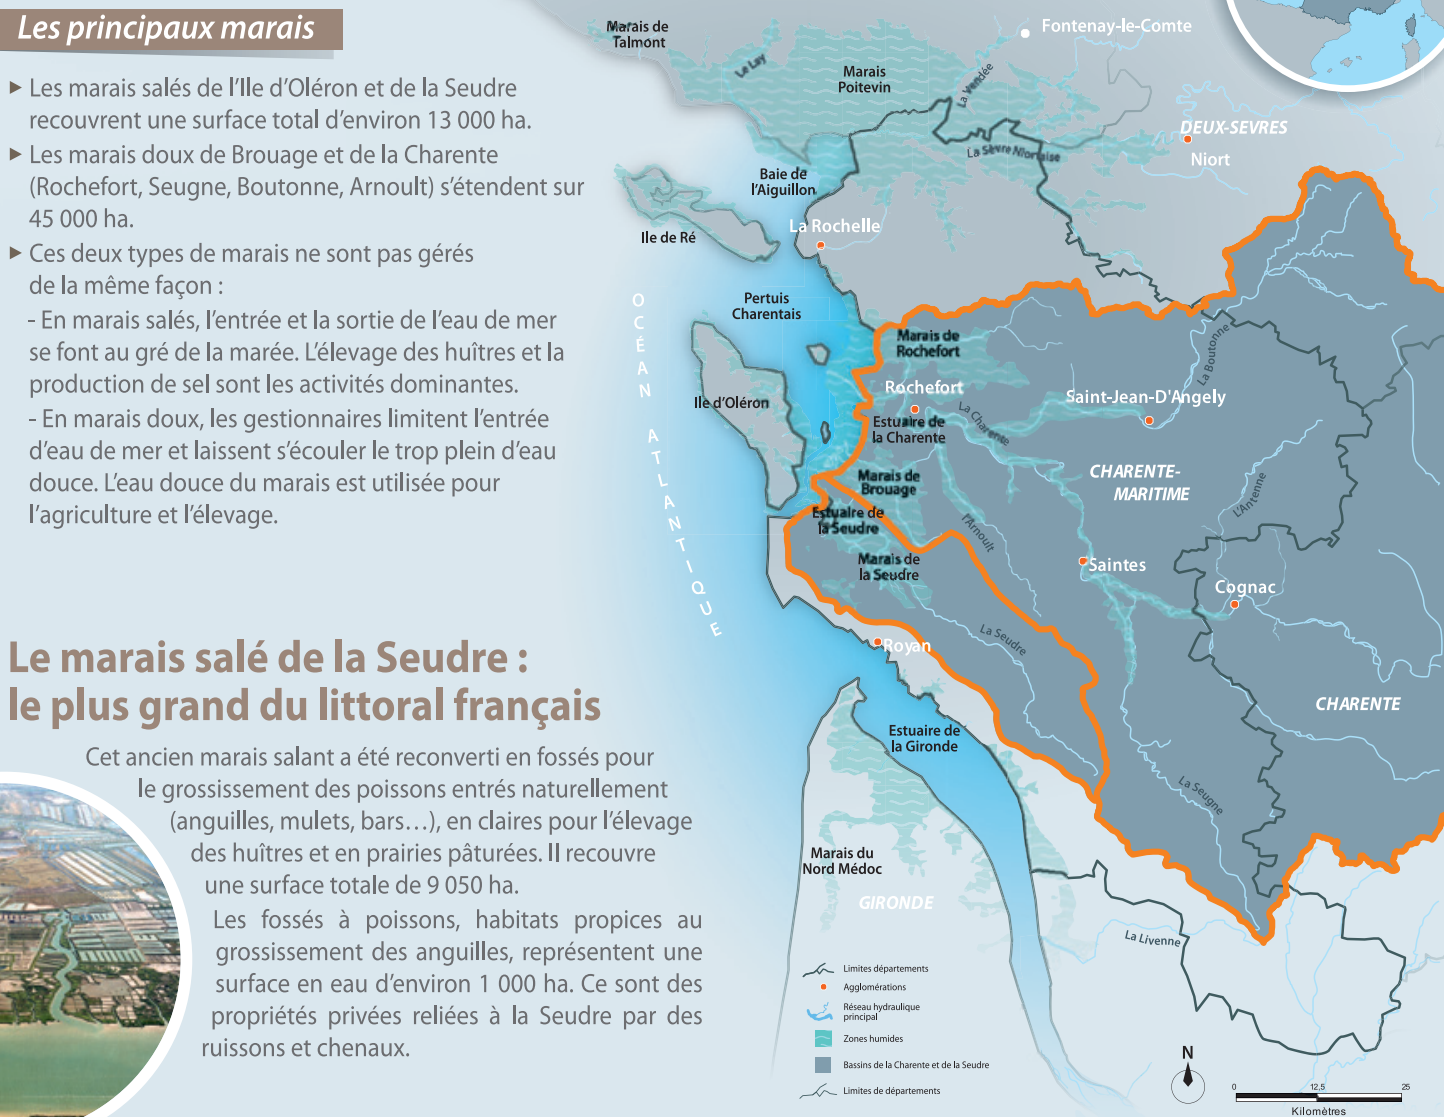 Les principaux marais
▸ Les marais salés de l'Ile d'Oléron et de la Seudre
recouvrent une surface total d'environ 13 000 ha.
▸ Les marais doux de Brouage et de la Charente
(Rochefort, Seugne, Boutonne, Arnoult) s'étendent sur
45 000 ha.
▸ Ces deux types de marais ne sont pas gérés
de la même façon :
- En marais salés, l'entrée et la sortie de l'eau de mer
se font au gré de la marée. L'élevage des huîtres et la
production de sel sont les activités dominantes.
- En marais doux, les gestionnaires limitent l'entrée
d'eau de mer et laissent s'écouler le trop plein d'eau
douce. L'eau douce du marais est utilisée pour
l'agriculture et l'élevage.
Le marais salé de la Seudre :
le plus grand du littoral français
Cet ancien marais salant a été reconverti en fossés pour
le grossissement des poissons entrés naturellement
(anguilles, mulets, bars…), en claires pour l'élevage
des huîtres et en prairies pâturées. Il recouvre
une surface totale de 9 050 ha.
Les fossés à poissons, habitats propices au
grossissement des anguilles, représentent une
surface en eau d'environ 1 000 ha. Ce sont des
propriétés privées reliées à la Seudre par des
ruissons et chenaux.
Marais de
Talmont
Le Lay
Marais
Poitevin
Fontenay-le-Comte
La Vendée
DEUX-SEVRES
Niort
La Sèvre Niortaise
Baie de
l'Aiguillon
La Rochelle
Ile de Ré
OCÉAN ATLANTIQUE
Pertuis
Charentais
Marais de
Rochefort
Rochefort
La Boutonne
Ile d'Oléron
Saint-Jean-D'Angely
Estuaire de
la Charente
La Charente
CHARENTE-
MARITIME
Marais de
Brouage
L'Antenne
Estuaire de
la Seudre
l'Arnoult
Marais de
la Seudre
Saintes
Cognac
Royan
La Seudre
CHARENTE
Estuaire de
la Gironde
La Seugne
Marais du
Nord Médoc
GIRONDE
La Livenne
Limites départements
Agglomérations
Réseau hydraulique
principal
Zones humides
Bassins de la Charente et de la Seudre
Limites de départements
N
0 12,5 25
Kilomètres